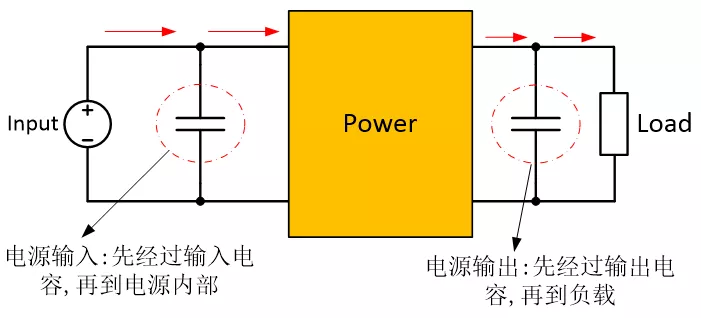 Input
Power
Load
电源输入:先经过输入电
容,再到电源内部
电源输出:先经过输出电
容,再到负载